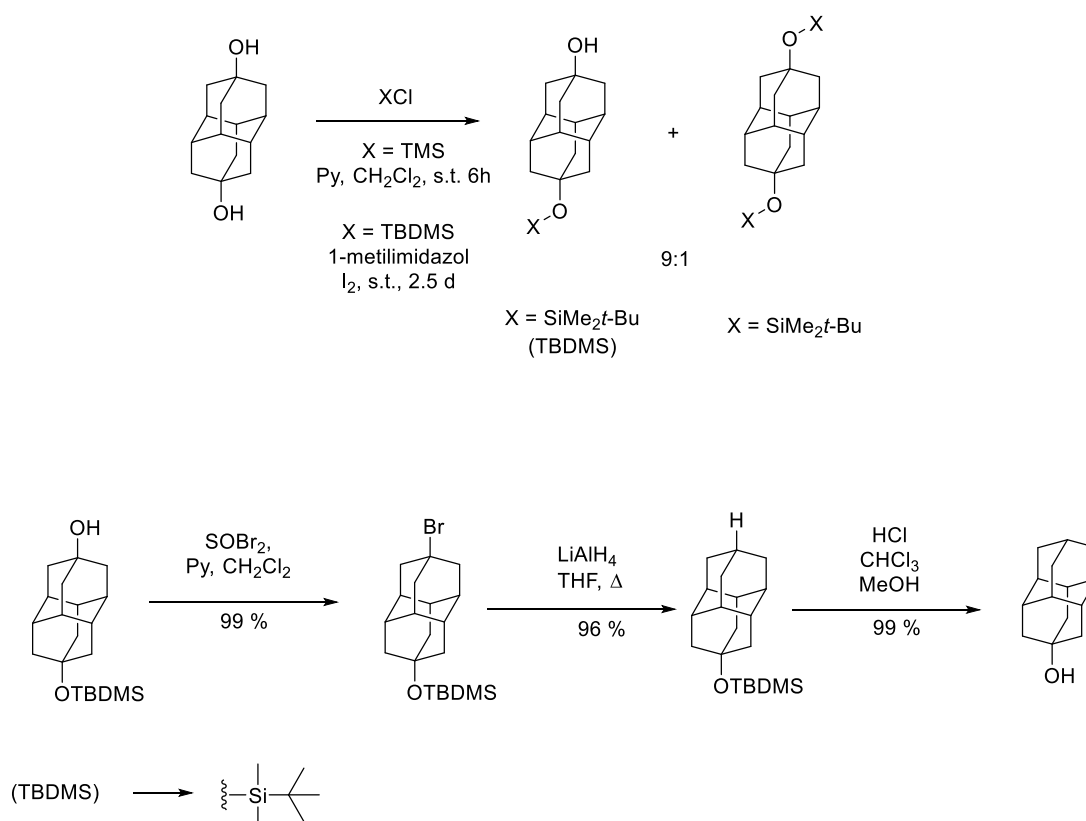 OH
OH
XCl
X = TMS
Py, CH2Cl2, s.t. 6h
X = TBDMS
1-metilimidazol
I2, s.t., 2.5 d
OH
O
X
+
X
O
O
X
9:1
X = SiMe2t-Bu
(TBDMS)
X = SiMe2t-Bu
OH
OTBDMS
SOBr2,
Py, CH2Cl2
99 %
Br
OTBDMS
LiAlH4
THF, Δ
96 %
H
OTBDMS
HCl
CHCl3
MeOH
99 %
OH
(TBDMS)
Si